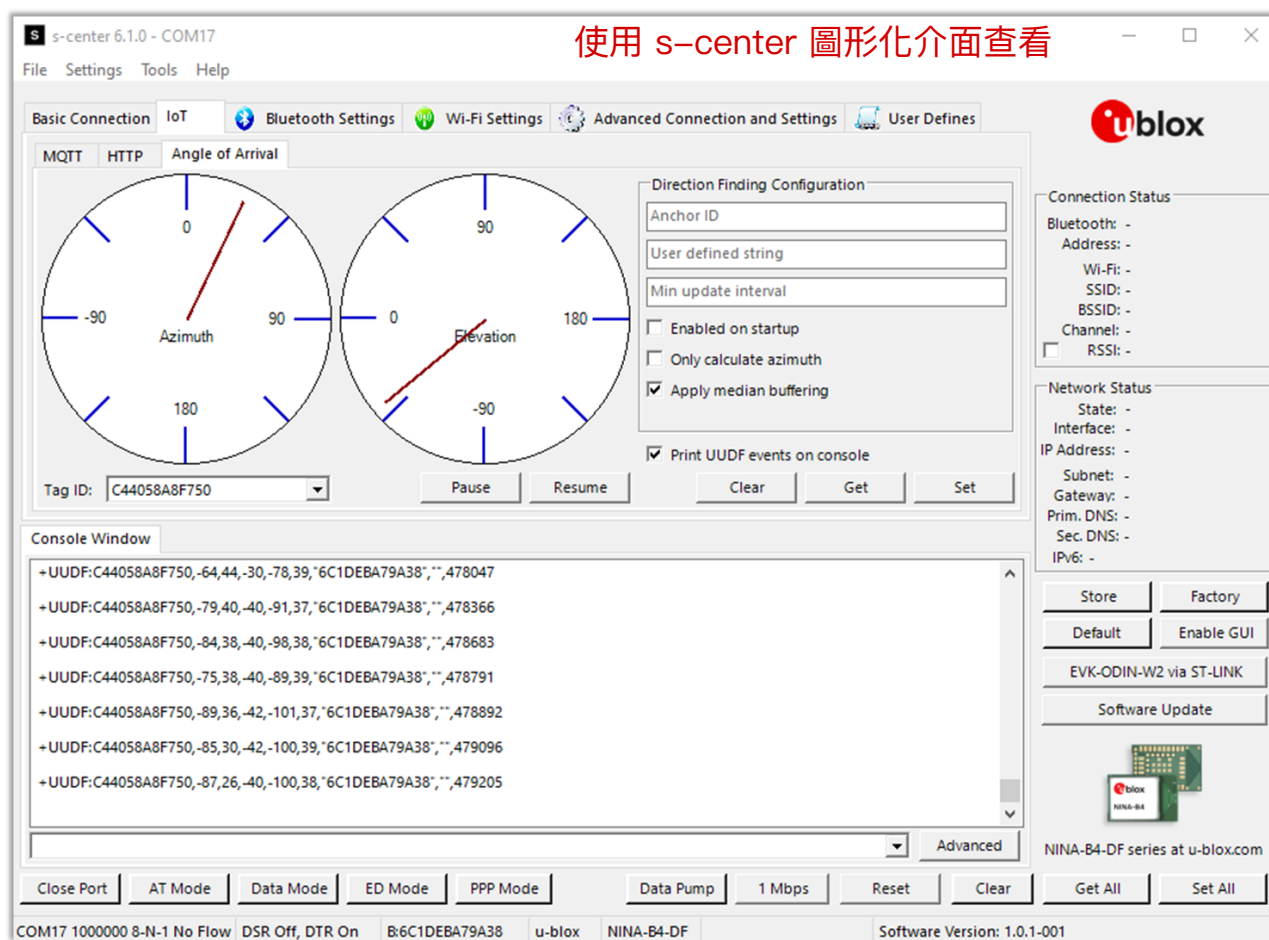 s-center 6.1.0 - COM17
使用 s-center 圖形化介面查看
File Settings Tools Help
Basic Connection IoT Bluetooth Settings Wi-Fi Settings Advanced Connection and Settings User Defines
ublox
MQTT HTTP Angle of Arrival
0
-90
90
Azimuth
180
90
0
180
Elevation
-90
Direction Finding Configuration
Anchor ID
User defined string
Min update interval
Enabled on startup
Only calculate azimuth
Apply median buffering
Print UUDF events on console
Tag ID: C44058A8F750
Pause Resume Clear Get Set
Connection Status
Bluetooth: -
Address: -
Wi-Fi: -
SSID: -
BSSID: -
Channel: -
RSSI: -
Network Status
State: -
Interface: -
IP Address: -
Subnet: -
Gateway: -
Prim. DNS: -
Sec. DNS: -
IPv6: -
Console Window
+UUDF:C44058A8F750,-64,44,-30,-78,39,"6C1DEBA79A38","",478047
+UUDF:C44058A8F750,-79,40,-40,-91,37,"6C1DEBA79A38","",478366
+UUDF:C44058A8F750,-84,38,-40,-98,38,"6C1DEBA79A38","",478683
+UUDF:C44058A8F750,-75,38,-40,-89,39,"6C1DEBA79A38","",478791
+UUDF:C44058A8F750,-89,36,-42,-101,37,"6C1DEBA79A38","",478892
+UUDF:C44058A8F750,-85,30,-42,-100,39,"6C1DEBA79A38","",479096
+UUDF:C44058A8F750,-87,26,-40,-100,38,"6C1DEBA79A38","",479205
Advanced
Store Factory
Default Enable GUI
EVK-ODIN-W2 via ST-LINK
Software Update
ublox
NINA-B4
NINA-B4-DF series at u-blox.com
Close Port AT Mode Data Mode ED Mode PPP Mode Data Pump 1 Mbps Reset Clear Get All Set All
COM17 1000000 8-N-1 No Flow DSR Off, DTR On B:6C1DEBA79A38 u-blox NINA-B4-DF Software Version: 1.0.1-001